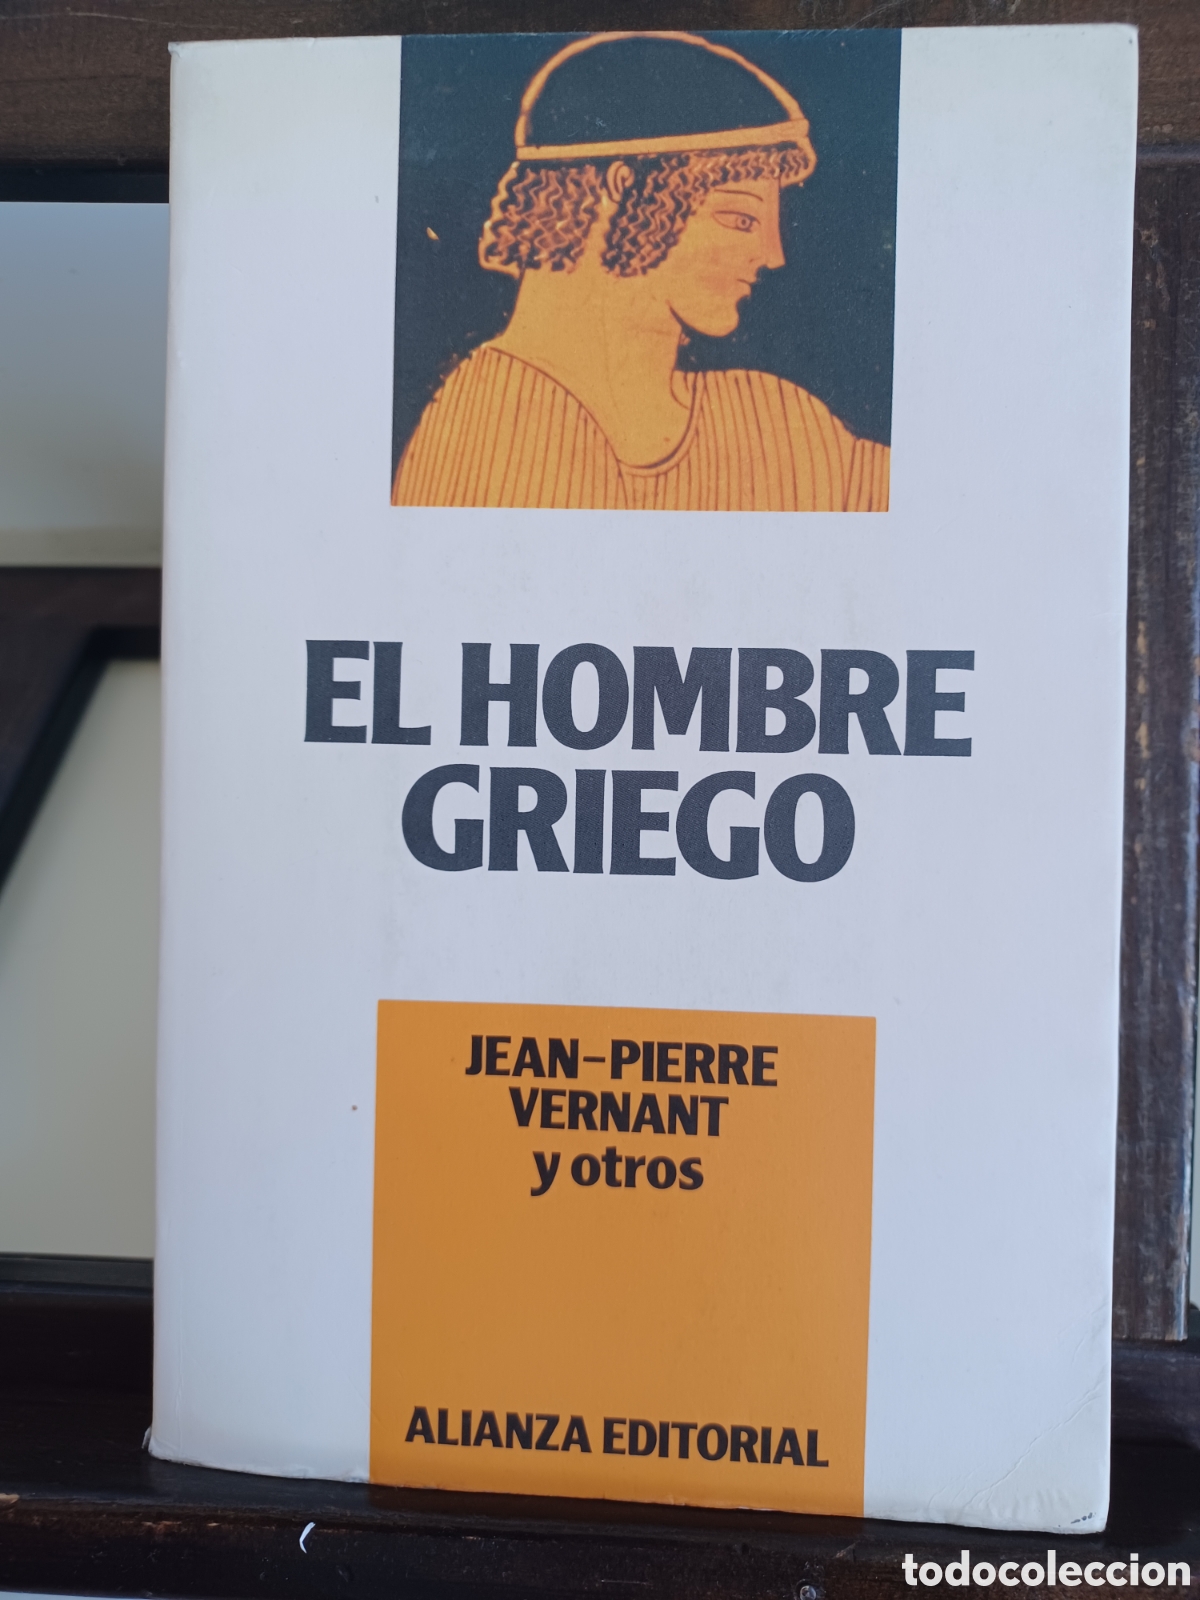 EL HOMBRE
GRIEGO
JEAN-PIERRE
VERNANT
y otros
ALIANZA EDITORIAL
todocoleccion